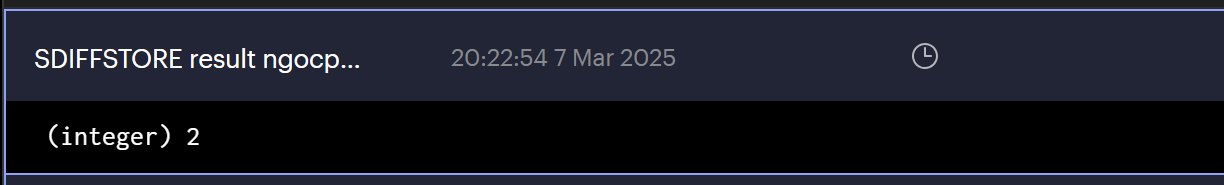 SDIFFSTORE result ngocp...
20:22:54 7 Mar 2025
(integer) 2